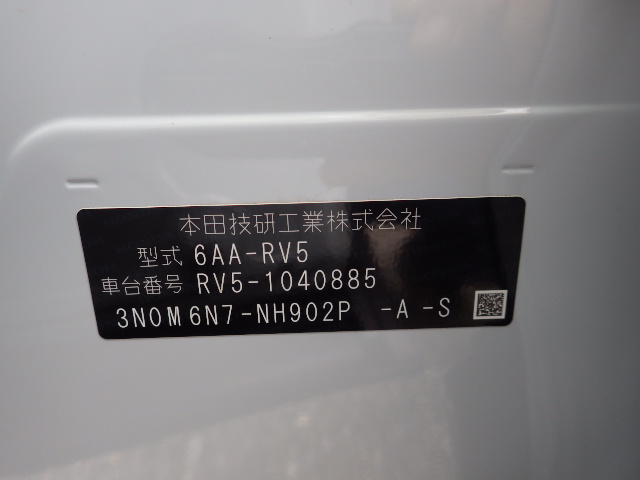 本田技研工業株式会社
型式 6AA-RV5
車台番号 RV5-1040885
3N0M6N7-NH902P -A-S